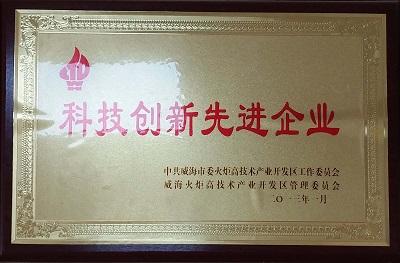 科技创新先进企业
中共威海市委火炬高技术产业开发区工作委员会
威海火炬高技术产业开发区管理委员会
二〇一三年一月